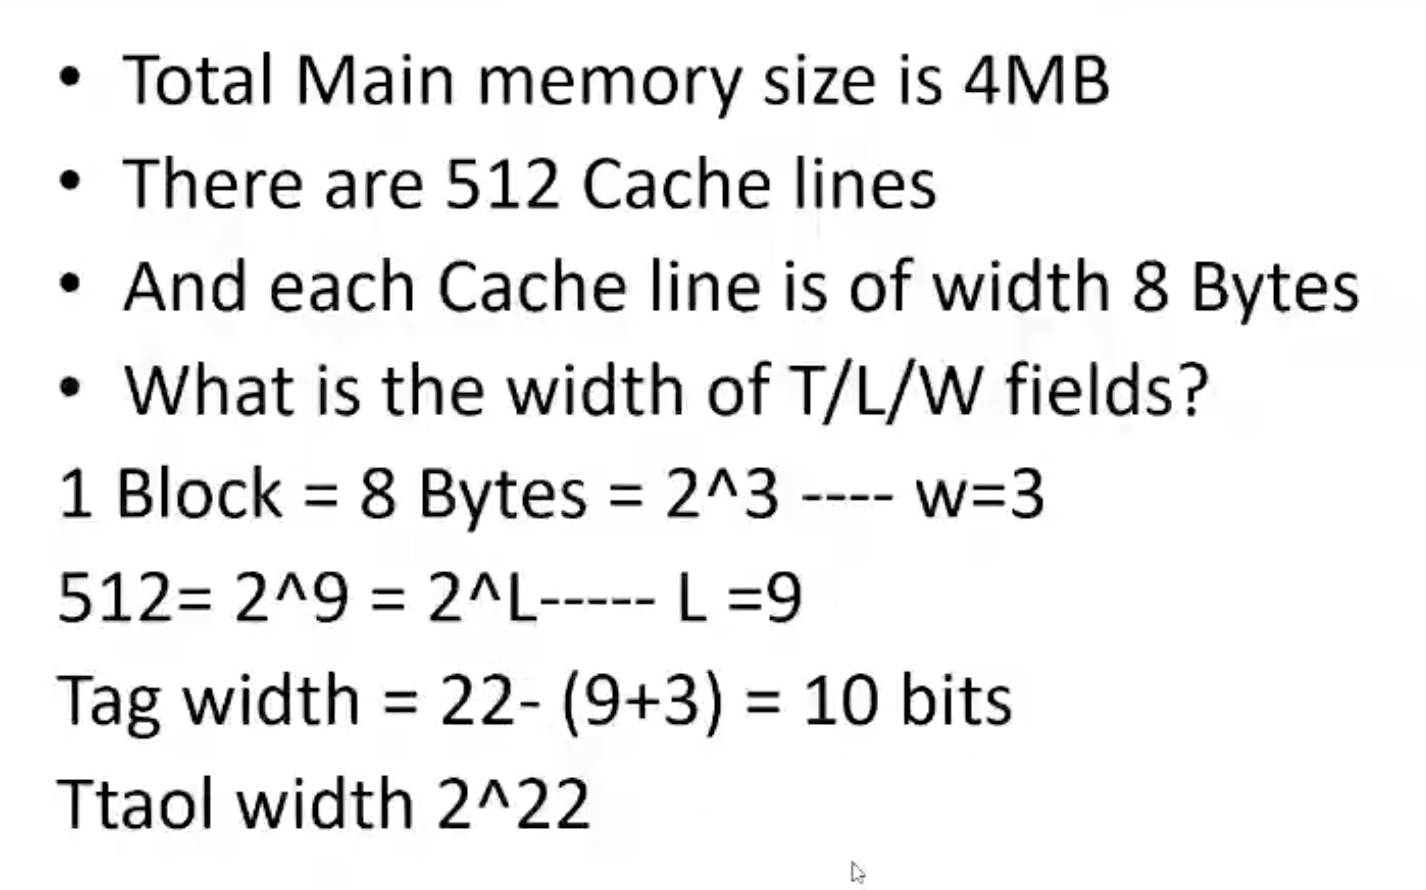 • Total Main memory size is 4MB
• There are 512 Cache lines
• And each Cache line is of width 8 Bytes
• What is the width of T/L/W fields?
1 Block = 8 Bytes = 2^3 ---- w=3
512= 2^9 = 2^L----- L =9
Tag width = 22- (9+3) = 10 bits
Ttaol width 2^22